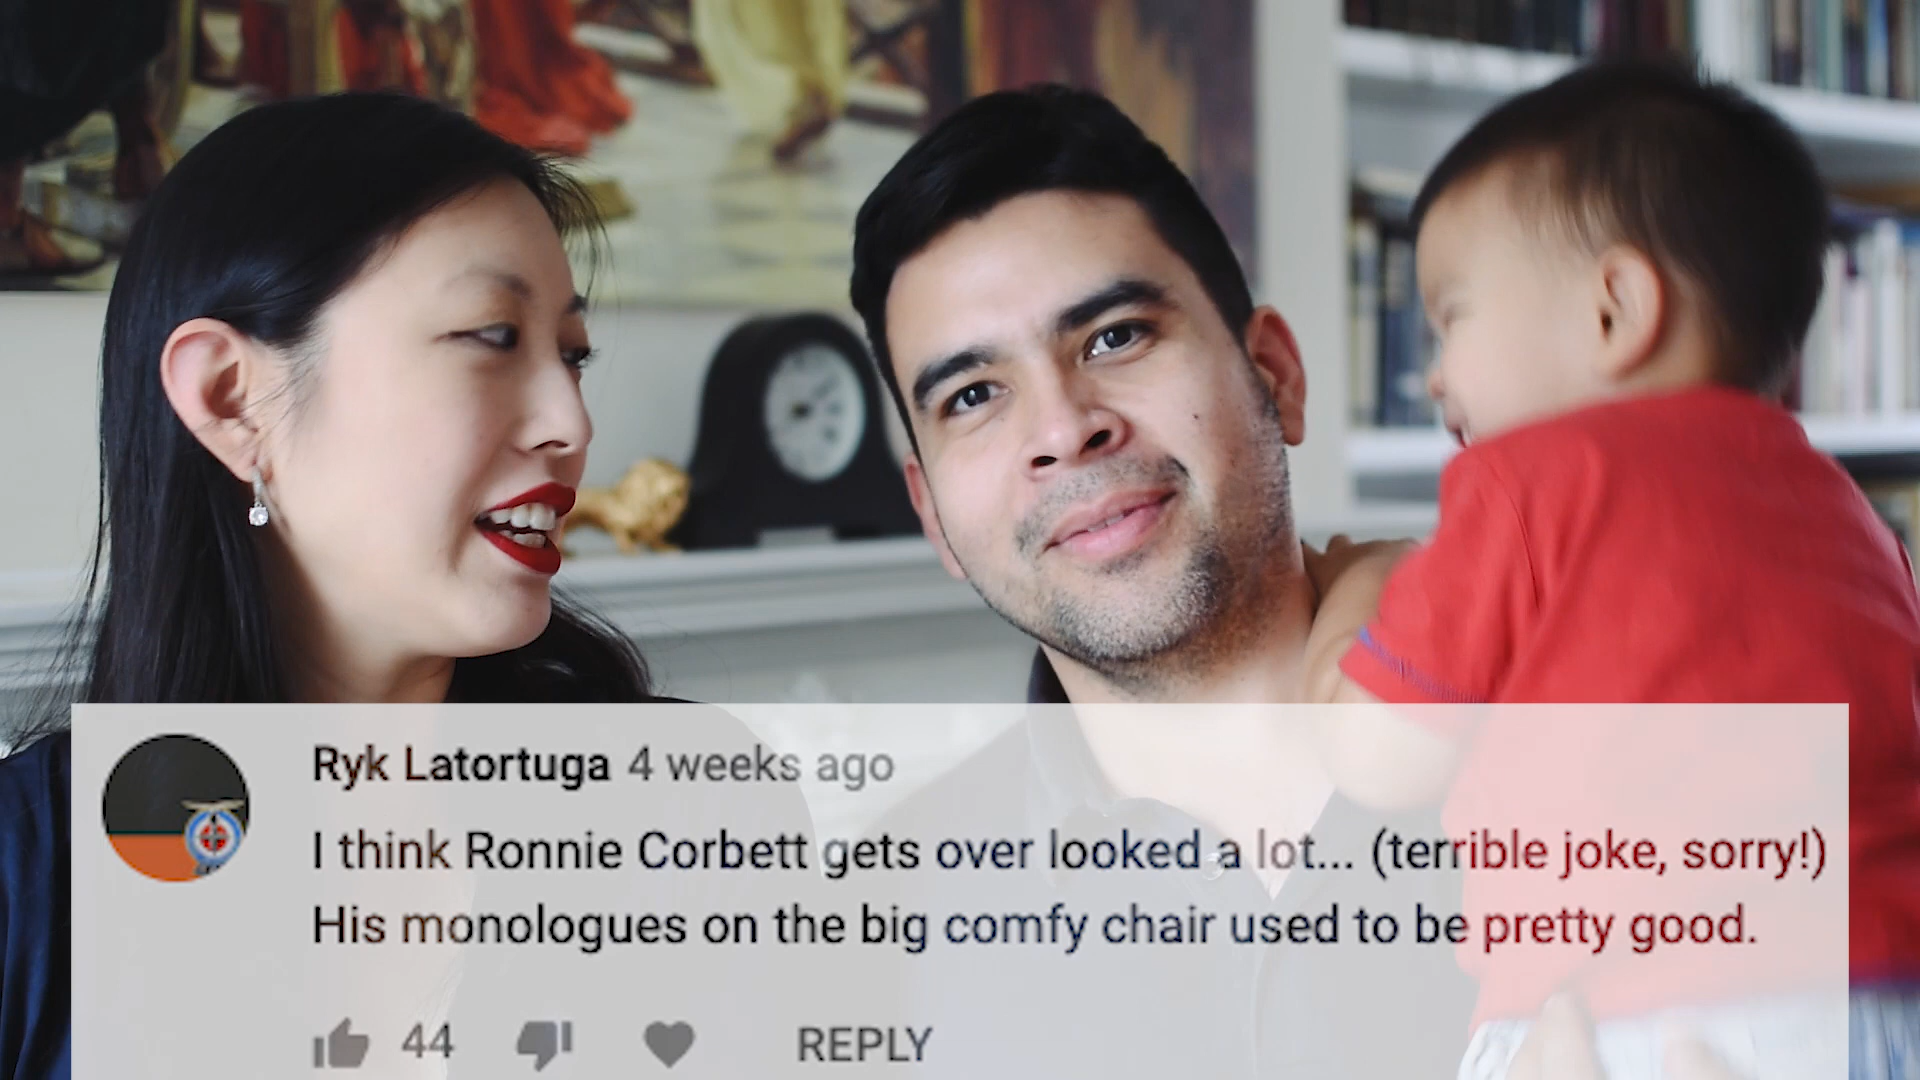 Ryk Latortuga 4 weeks ago
I think Ronnie Corbett gets over looked a lot... (terrible joke, sorry!)
His monologues on the big comfy chair used to be pretty good.
44 REPLY